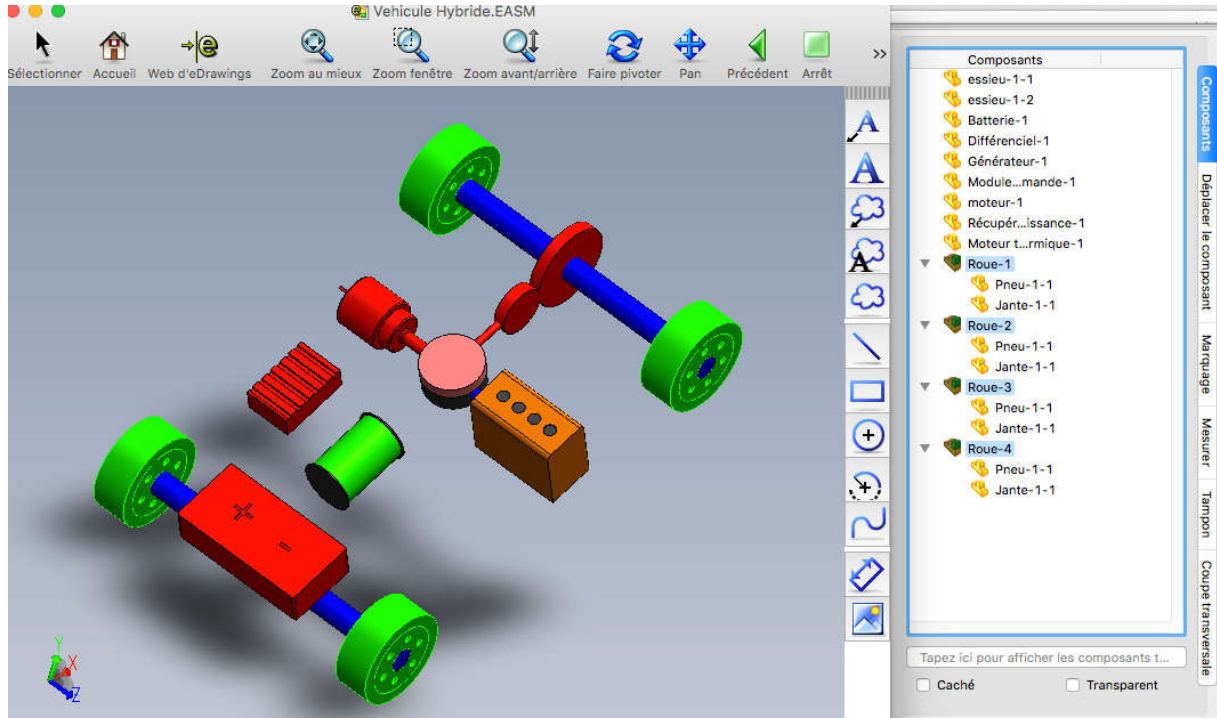 Vehicule Hybride.EASM
Sélectionner Accueil Web d'eDrawings Zoom au mieux Zoom fenêtre Zoom avant/arrière Faire pivoter Pan Précédent Arrêt
»
Composants
essieu-1-1
essieu-1-2
Batterie-1
Différenciel-1
Générateur-1
Module...mande-1
moteur-1
Récupér...issance-1
Moteur t...rmique-1
Roue-1
Pneu-1-1
Jante-1-1
Roue-2
Pneu-1-1
Jante-1-1
Roue-3
Pneu-1-1
Jante-1-1
Roue-4
Pneu-1-1
Jante-1-1
Tapez ici pour afficher les composants t...
Caché Transparent
Composants
Déplacer le composant
Marquage
Mesurer
Tampon
Coupe transversale
A
A
A
+ -
Y
X
Z